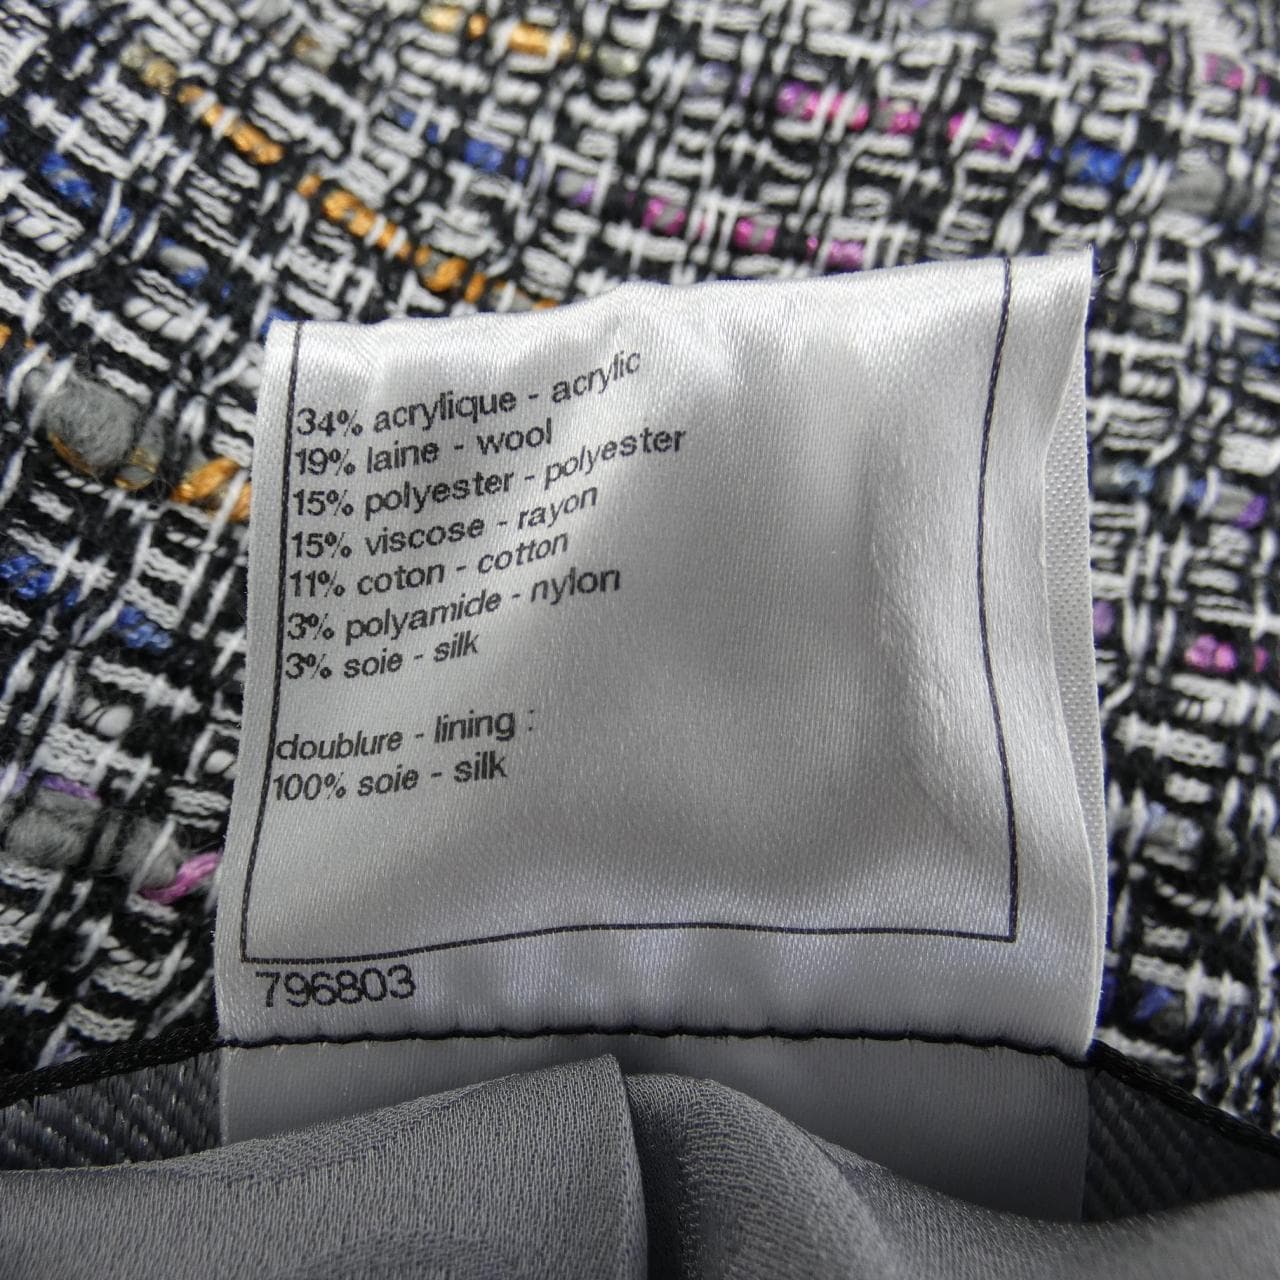 34% acrylique - acrylic
19% laine - wool
15% polyester - polyester
15% viscose - rayon
11% coton - cotton
3% polyamide - nylon
3% soie - silk
doublure - lining :
100% soie - silk
796803